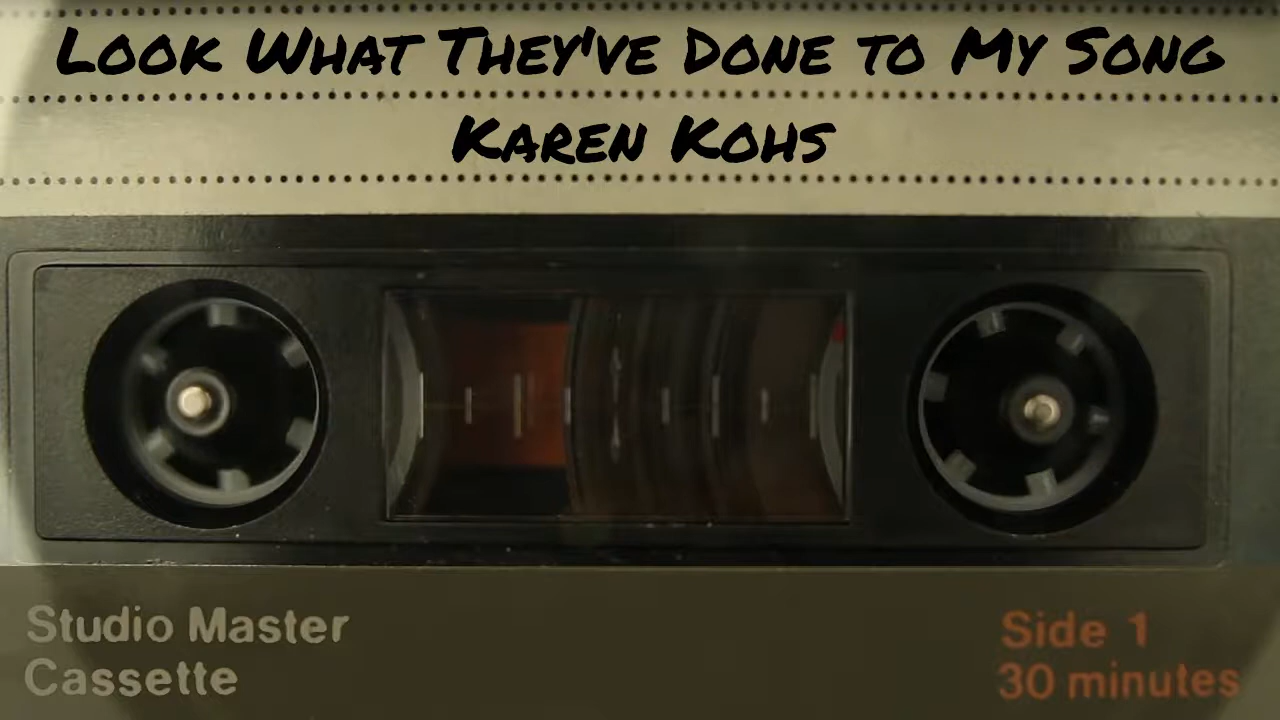 Look What They've Done to My Song
Karen Kohs
Studio Master
Cassette
Side 1
30 minutes